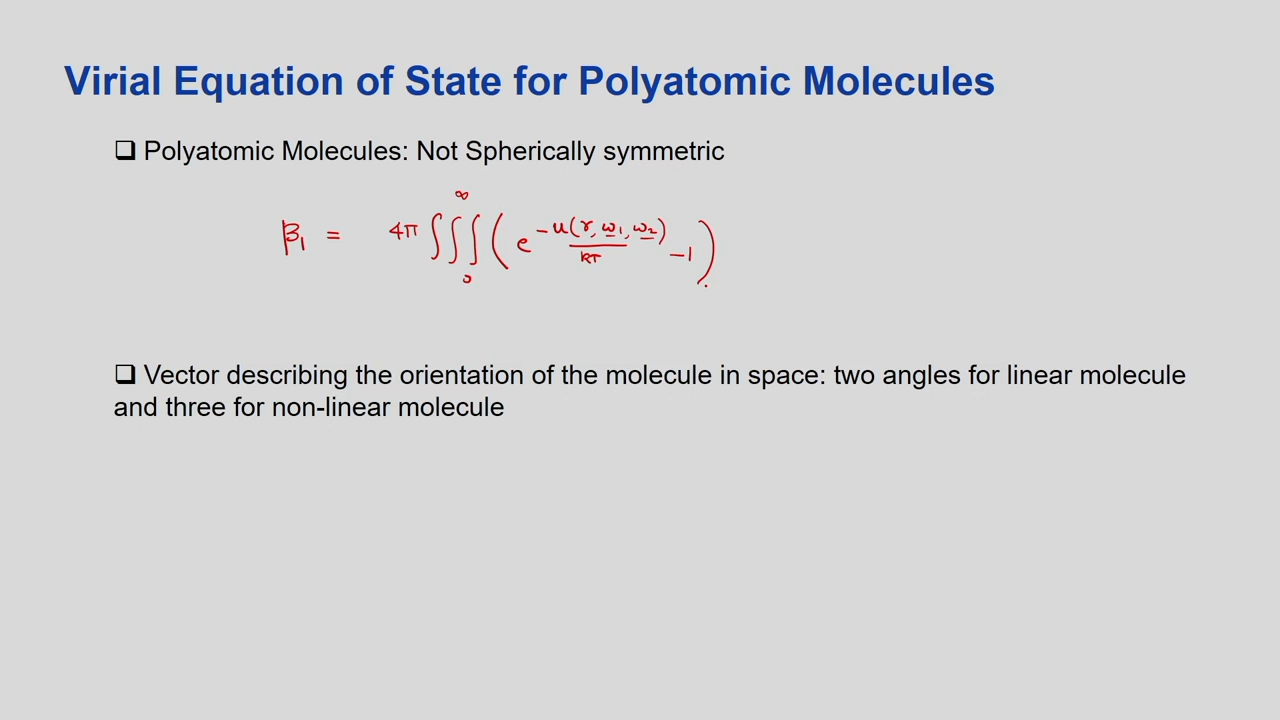 Virial Equation of State for Polyatomic Molecules
❑ Polyatomic Molecules: Not Spherically symmetric
β₁ = 4π ∫∫∫₀^∞ ( e^(-u(r, ω₁, ω₂)/kT) -1 )
❑ Vector describing the orientation of the molecule in space: two angles for linear molecule
and three for non-linear molecule